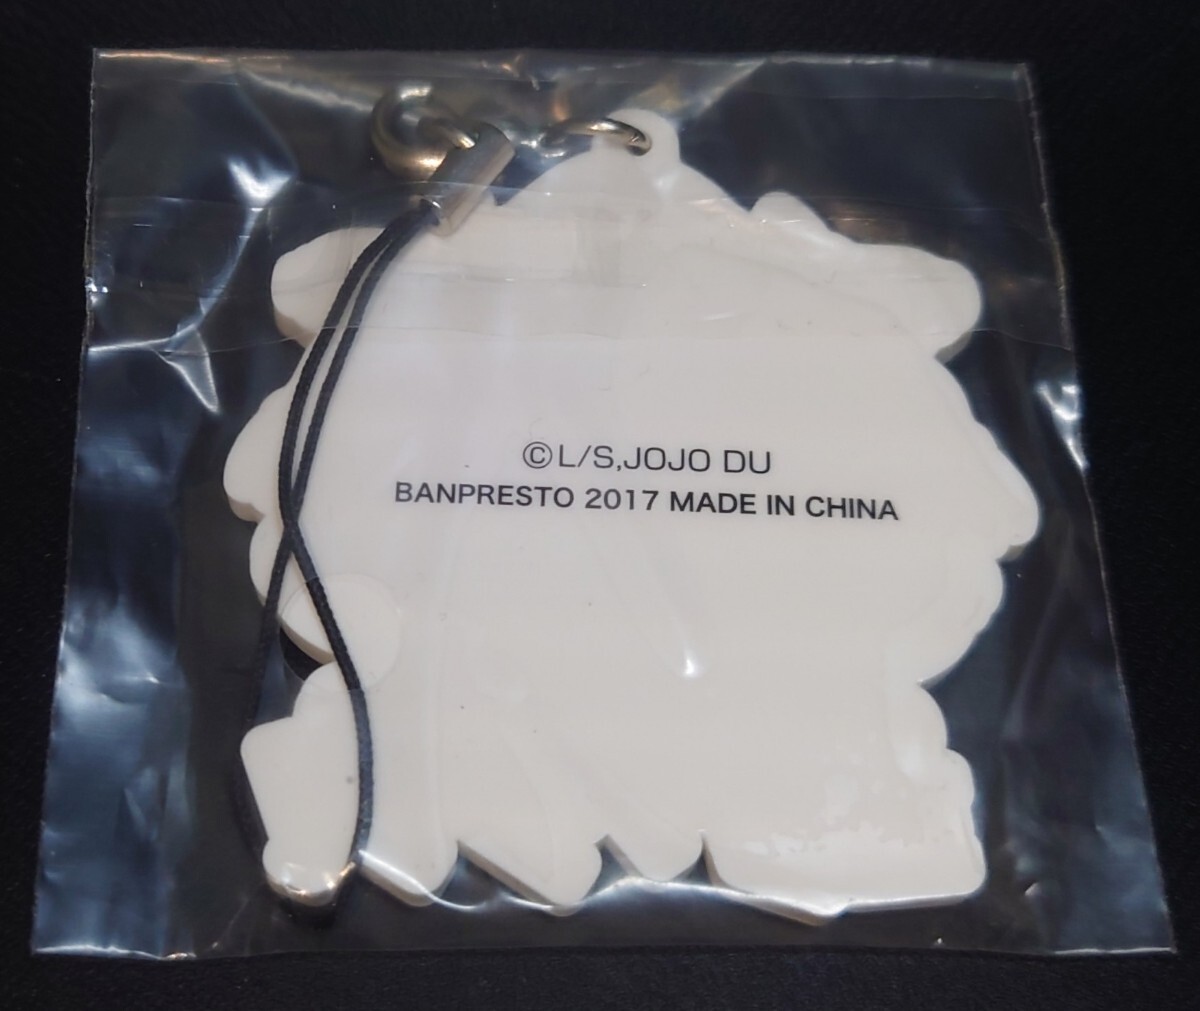 ©L/S,JOJO DU
BANPRESTO 2017 MADE IN CHINA